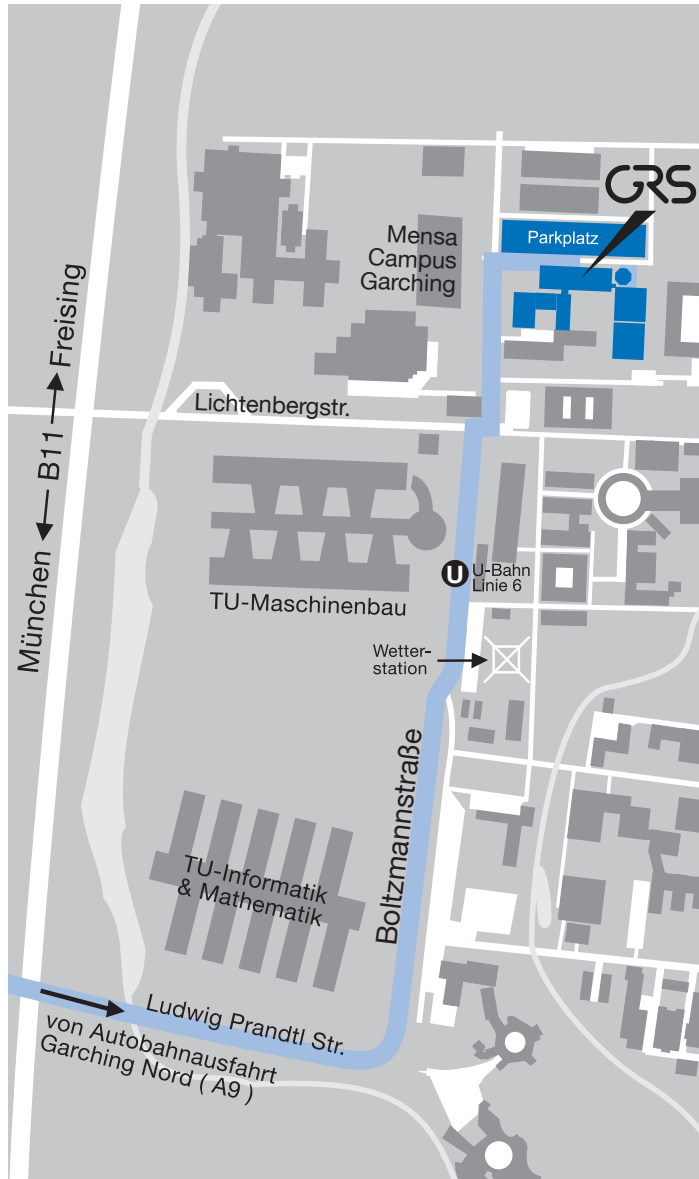 GRS
Parkplatz
Mensa
Campus
Garching
Freising
B11
München
Lichtenbergstr.
U U-Bahn
Linie 6
TU-Maschinenbau
Wetter-
station
Boltzmannstraße
TU-Informatik
& Mathematik
Ludwig Prandtl Str.
von Autobahnausfahrt
Garching Nord ( A9 )